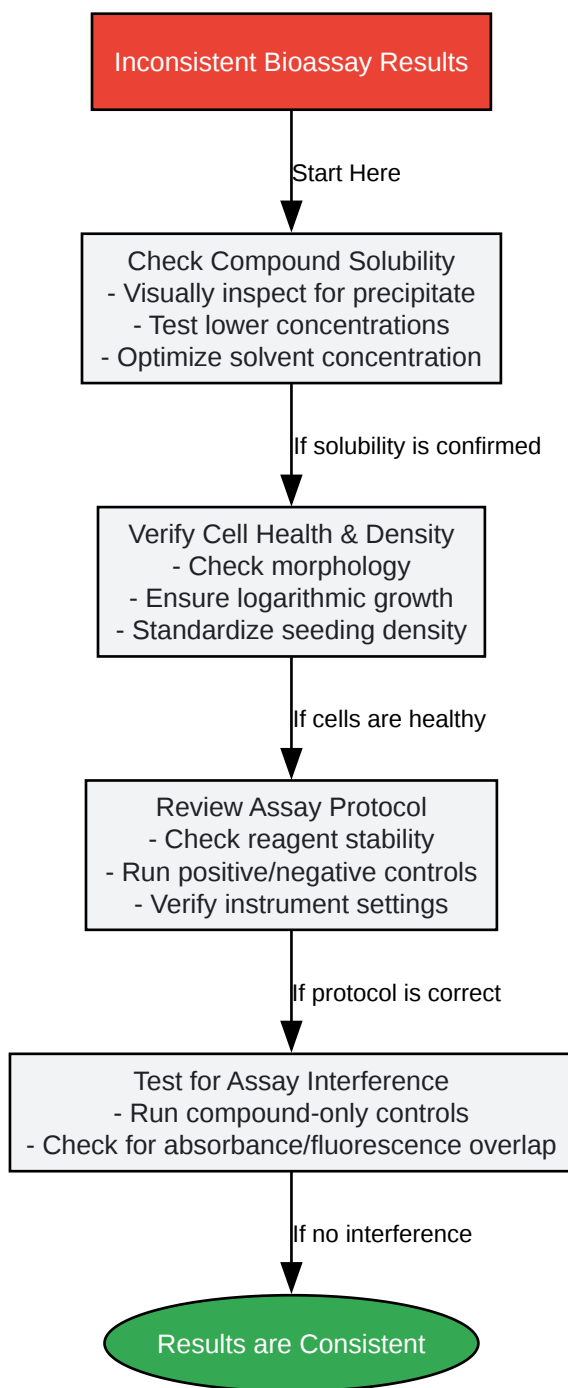 Inconsistent Bioassay Results
Start Here
Check Compound Solubility
- Visually inspect for precipitate
- Test lower concentrations
- Optimize solvent concentration
If solubility is confirmed
Verify Cell Health & Density
- Check morphology
- Ensure logarithmic growth
- Standardize seeding density
If cells are healthy
Review Assay Protocol
- Check reagent stability
- Run positive/negative controls
- Verify instrument settings
If protocol is correct
Test for Assay Interference
- Run compound-only controls
- Check for absorbance/fluorescence overlap
If no interference
Results are Consistent